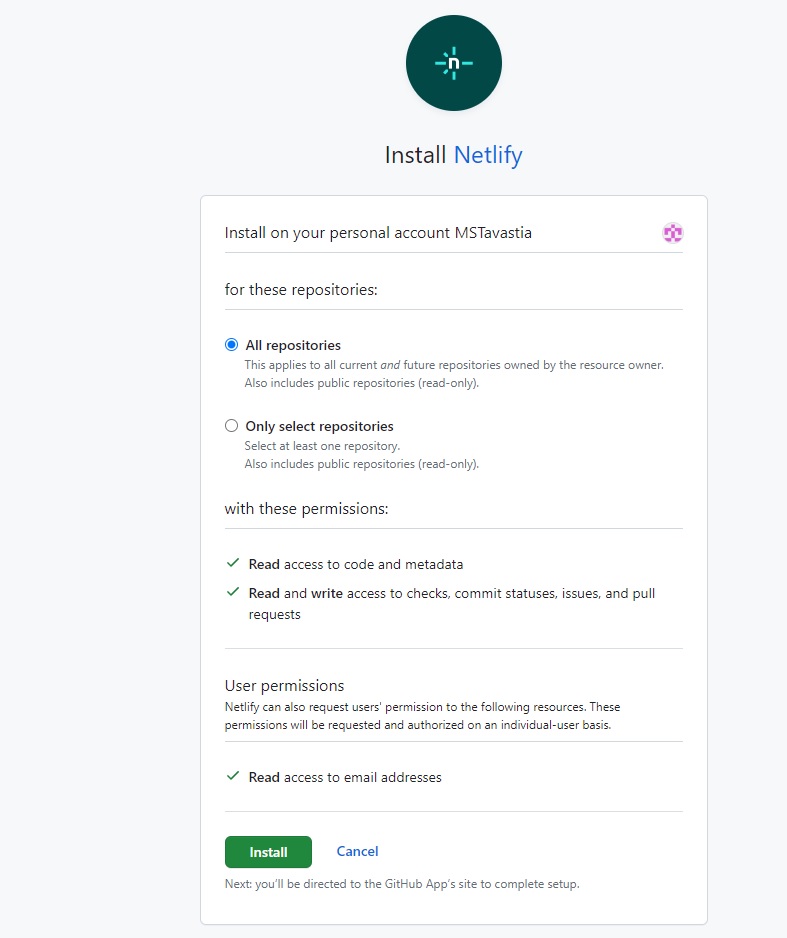 n
Install Netlify
Install on your personal account MSTavastia
for these repositories:
All repositories
This applies to all current and future repositories owned by the resource owner.
Also includes public repositories (read-only).
Only select repositories
Select at least one repository.
Also includes public repositories (read-only).
with these permissions:
Read access to code and metadata
Read and write access to checks, commit statuses, issues, and pull
requests
User permissions
Netlify can also request users' permission to the following resources. These
permissions will be requested and authorized on an individual-user basis.
Read access to email addresses
Install Cancel
Next: you'll be directed to the GitHub App's site to complete setup.